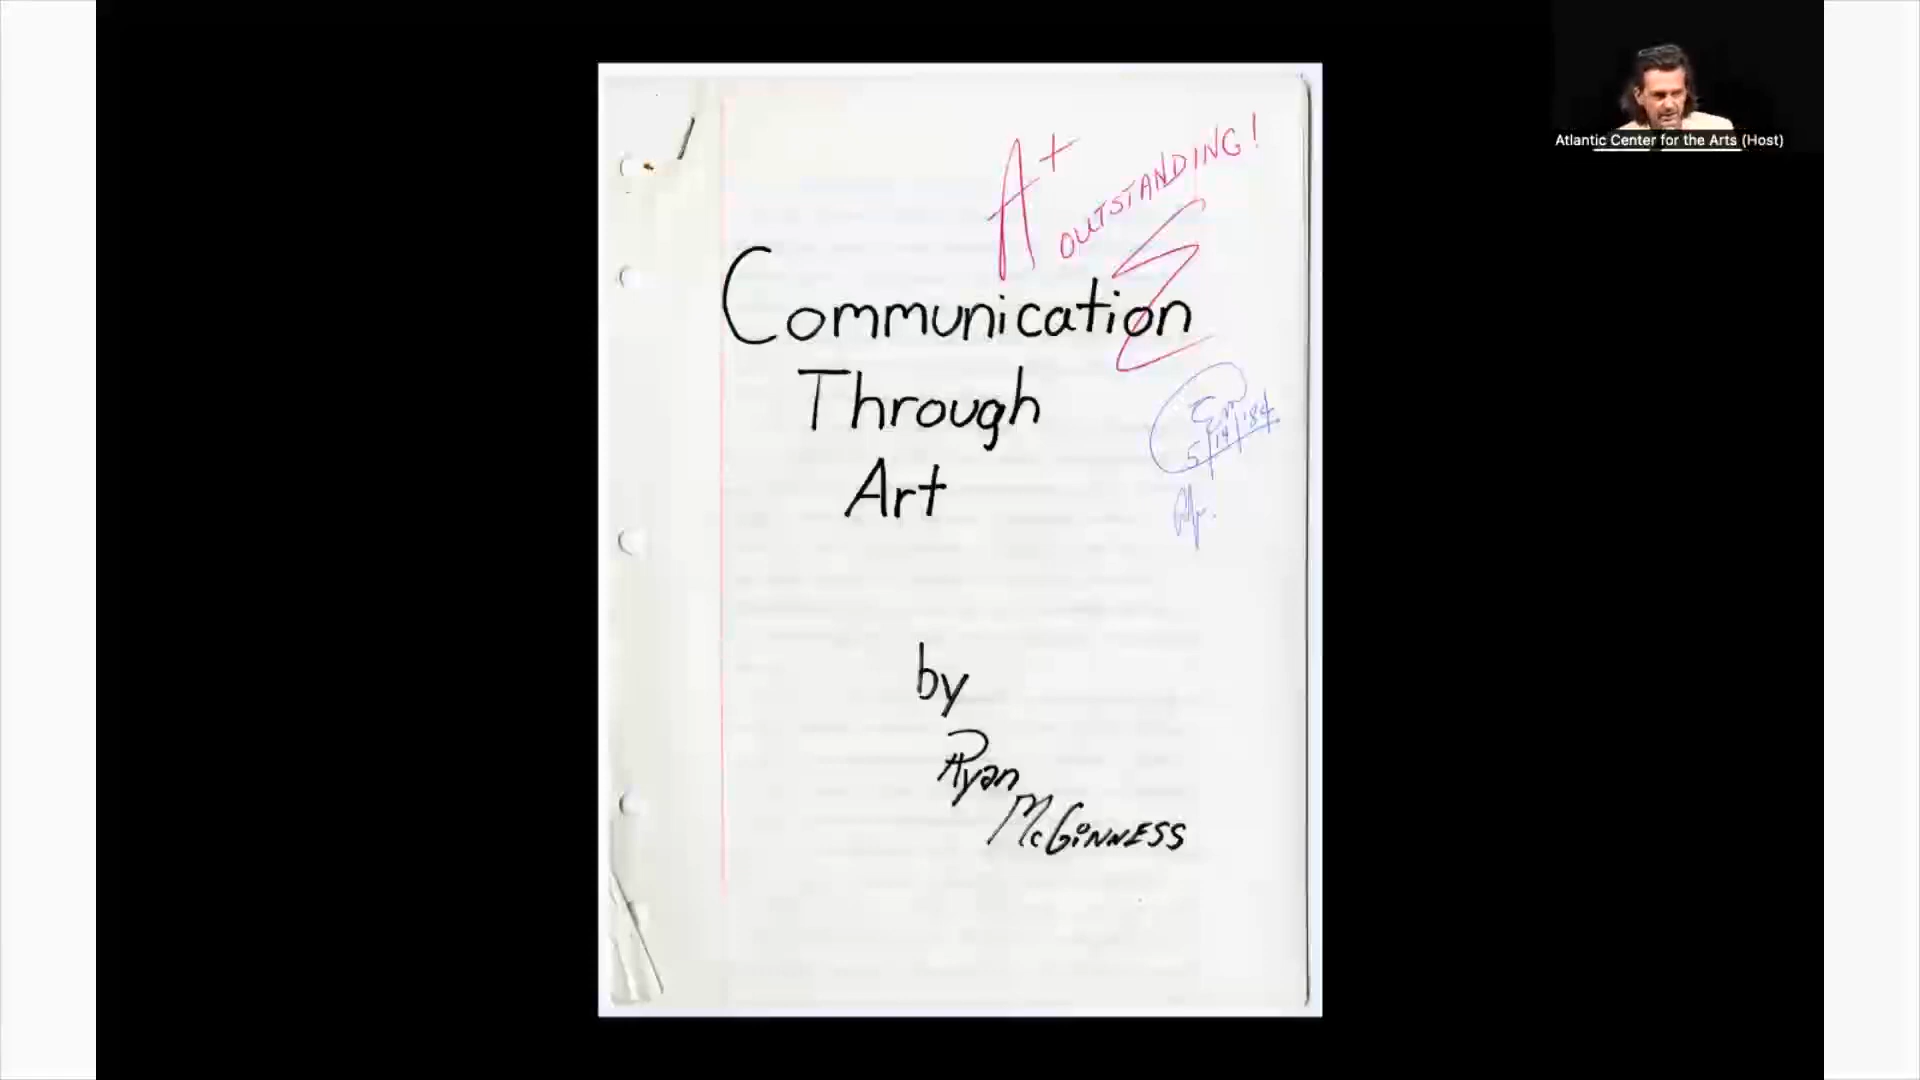 Atlantic Center for the Arts (Host)
A+
OUTSTANDING!
Communication
Through
Art
5/14/84
by
Ryan
McGinness